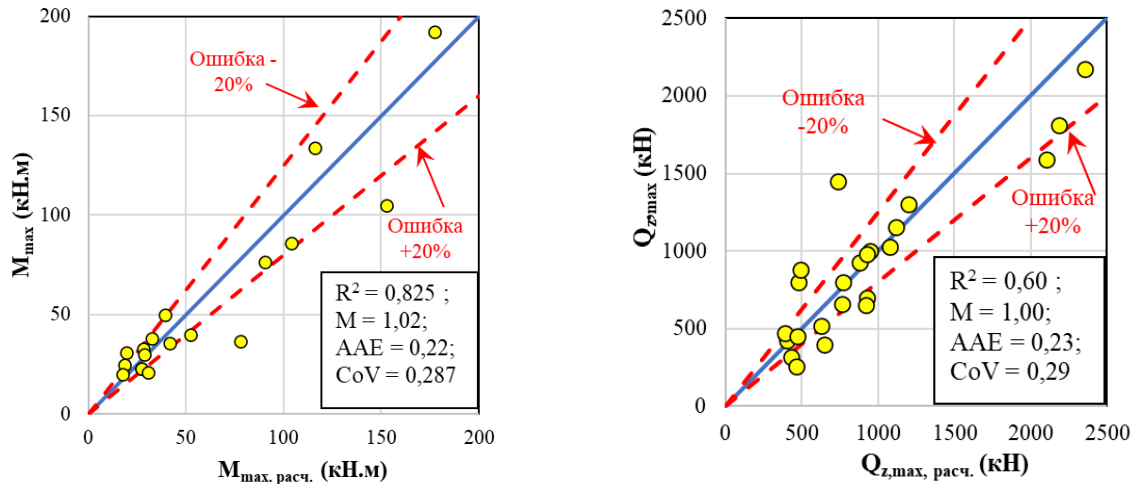 200
150
100
50
0
M_max (кН.м)
Ошибка -
20%
Ошибка
+20%
R² = 0,825 ;
M = 1,02;
AAE = 0,22;
CoV = 0,287
0
50
100
150
200
M_max. расч. (кН.м)
2500
2000
1500
1000
500
0
Q_z,max (кН)
Ошибка
-20%
Ошибка
+20%
R² = 0,60 ;
M = 1,00;
AAE = 0,23;
CoV = 0,29
0
500
1000
1500
2000
2500
Q_z,max, расч. (кН)